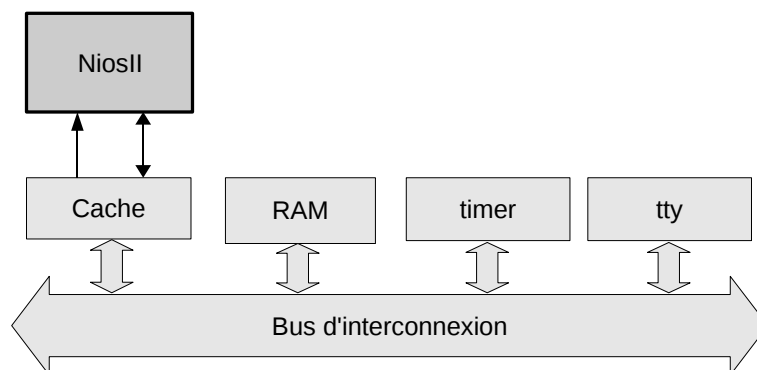 NiosII
Cache
RAM
timer
tty
Bus d'interconnexion